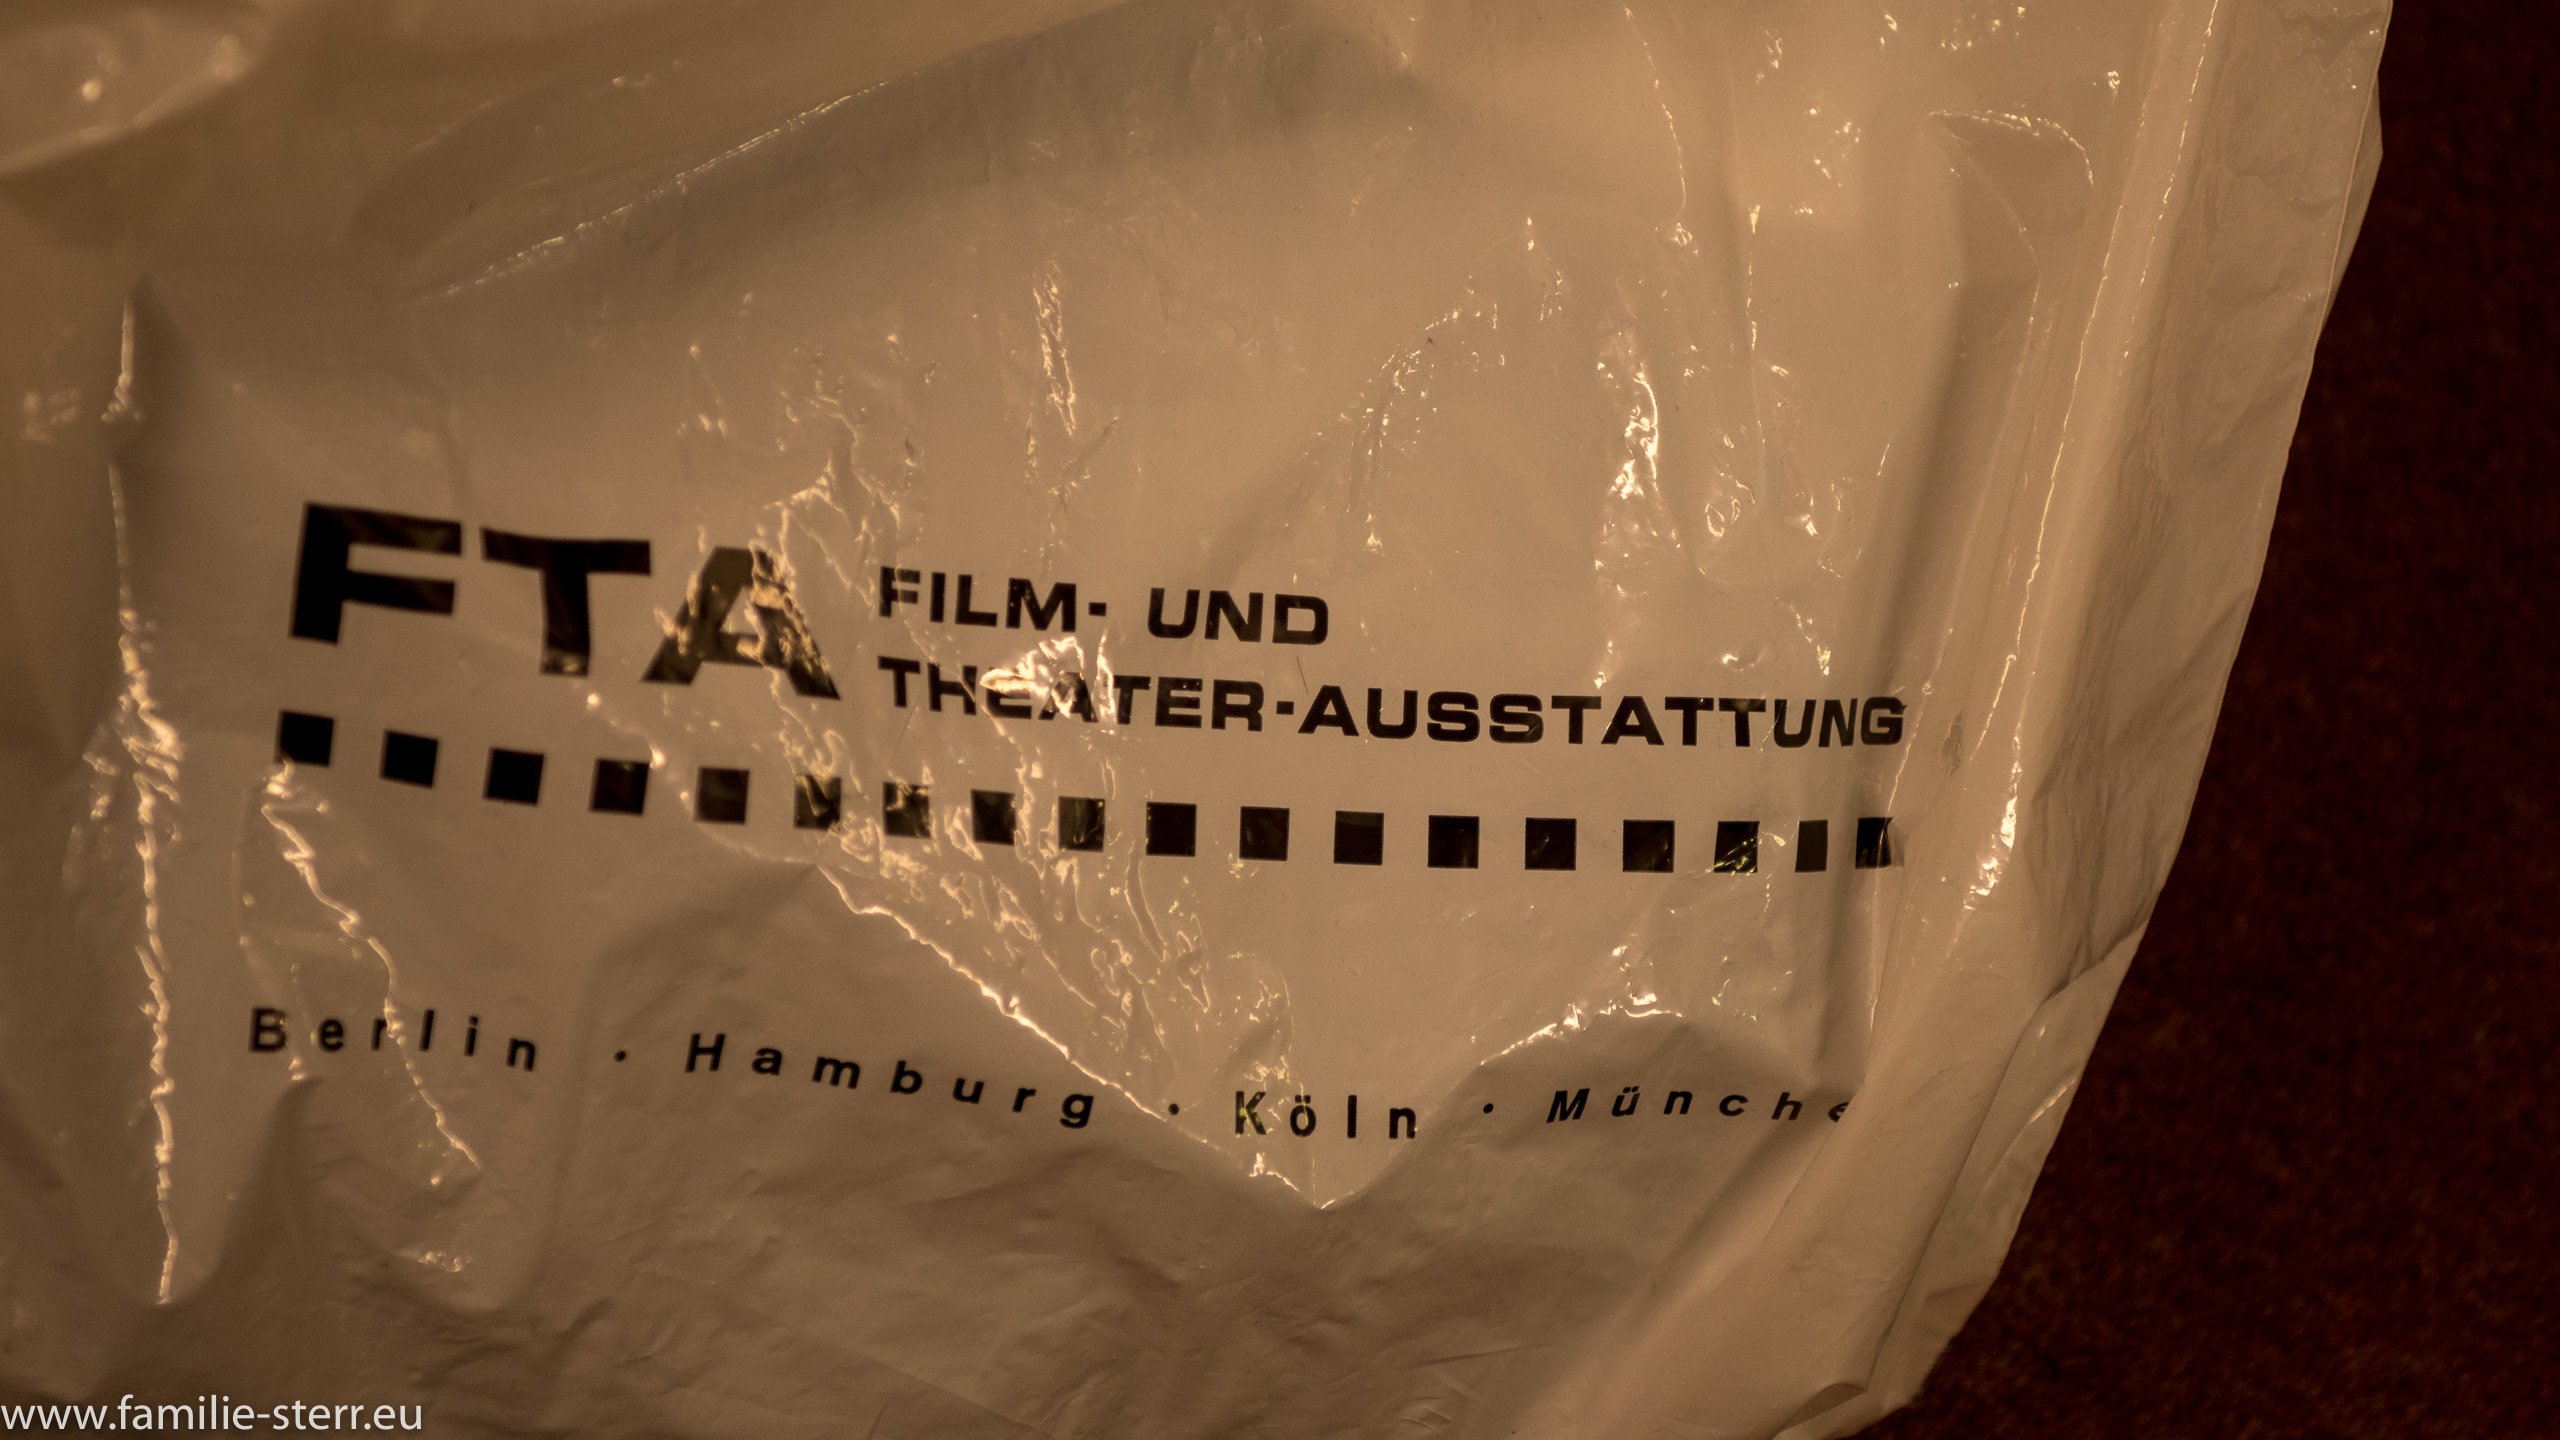 FTA FILM- UND
THEATER-AUSSTATTUNG
Berlin · Hamburg · Köln · Münche
www.familie-sterr.eu